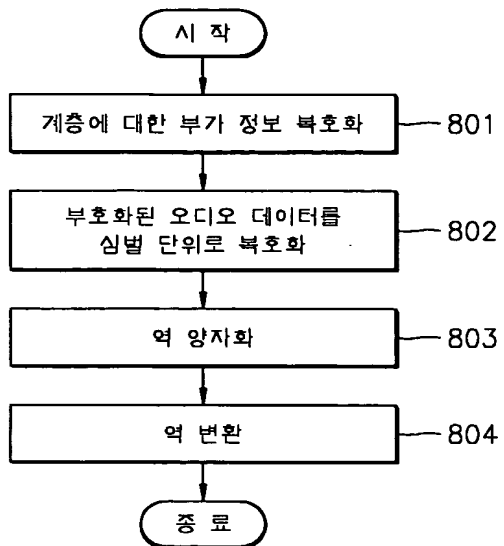 시 작
계층에 대한 부가 정보 복호화
801
부호화된 오디오 데이터를
심벌 단위로 복호화
802
역 양자화
803
역 변환
804
종 료